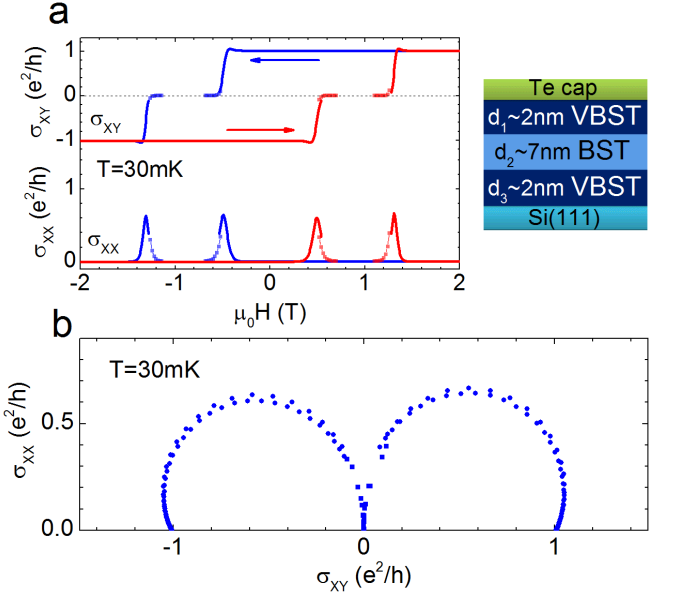 a
σXY (e²/h)
1
0
-1
σXY
T=30mK
σXX (e²/h)
1
0
σXX
-2 -1 0 1 2
μ0H (T)
Te cap
d1~2nm VBST
d2~7nm BST
d3~2nm VBST
Si(111)
b
T=30mK
σXX (e²/h)
0.5
0.0
-1 0 1
σXY (e²/h)